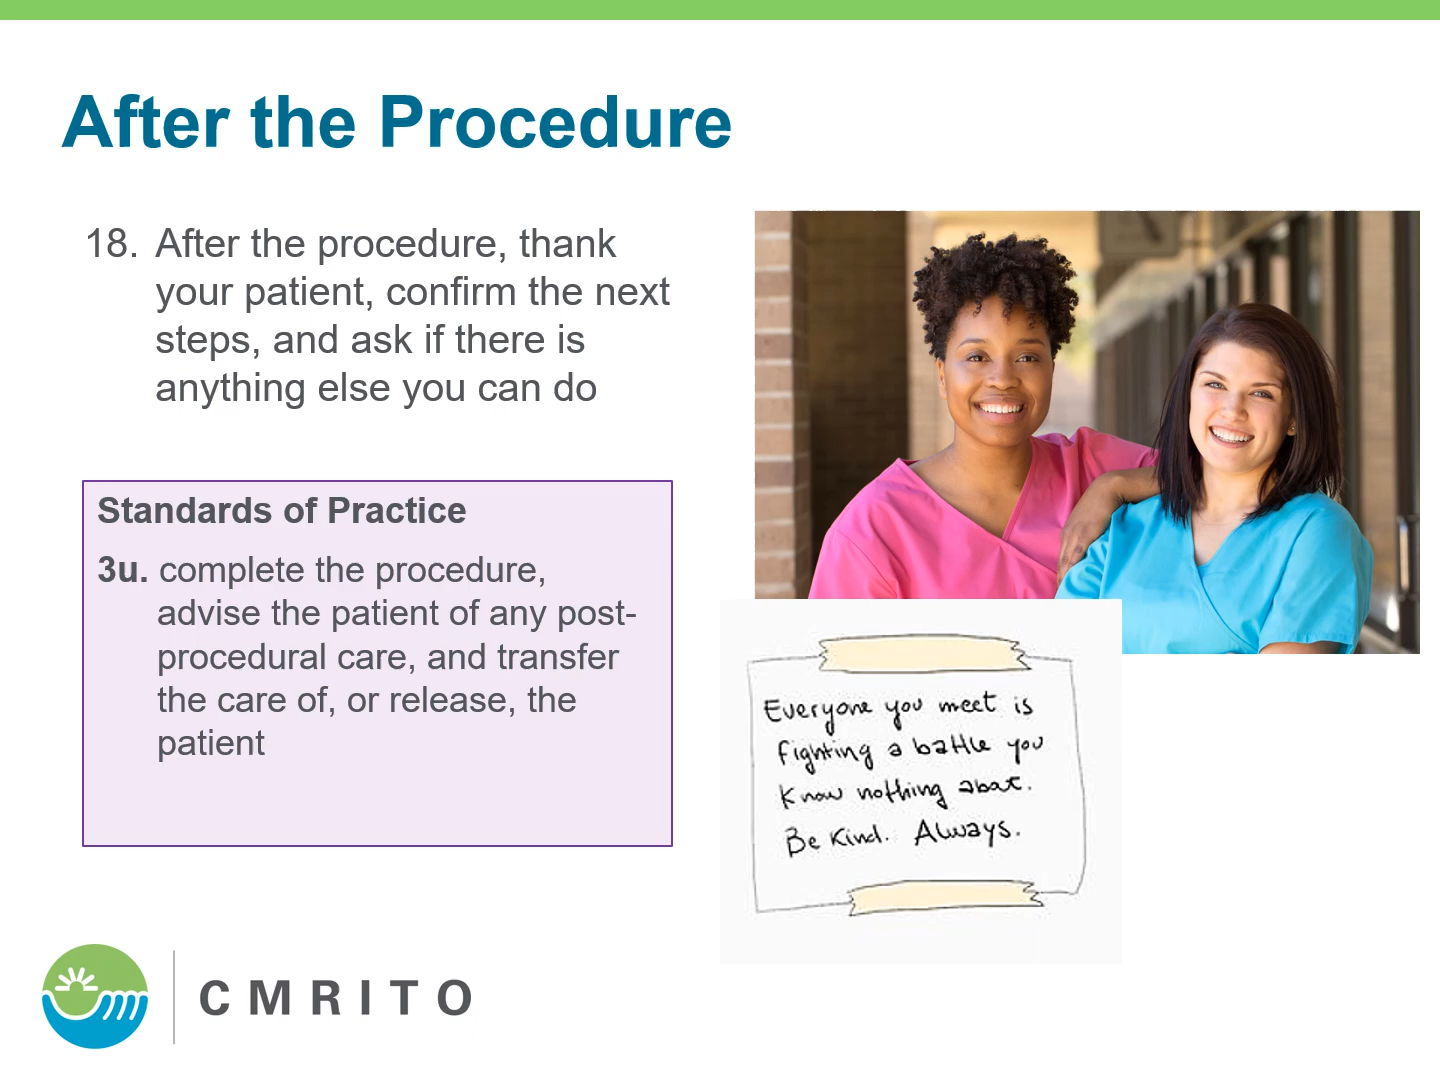 After the Procedure
18. After the procedure, thank
your patient, confirm the next
steps, and ask if there is
anything else you can do
Standards of Practice
3u. complete the procedure,
advise the patient of any post-
procedural care, and transfer
the care of, or release, the
patient
Everyone you meet is
fighting a battle you
Know nothing about.
Be Kind. Always.
CMRITO